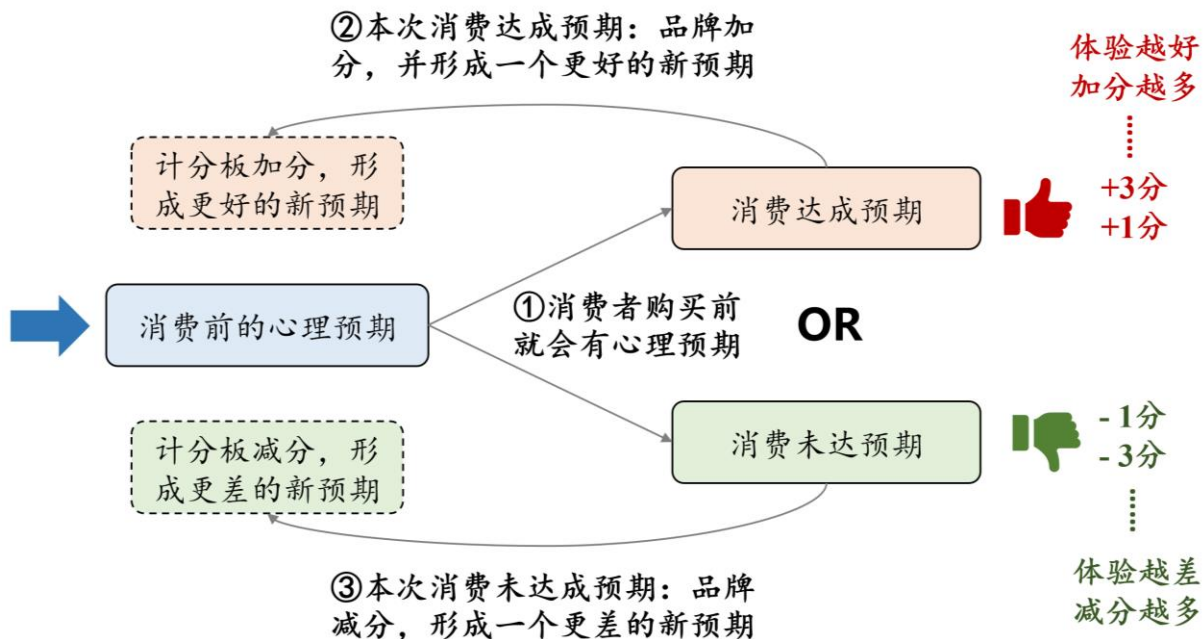 ②本次消费达成预期：品牌加
分，并形成一个更好的新预期
体验越好
加分越多
计分板加分，形
成更好的新预期
消费达成预期
+3分
+1分
消费前的心理预期
①消费者购买前
就会有心理预期
OR
计分板减分，形
成更差的新预期
消费未达预期
- 1分
- 3分
③本次消费未达成预期：品牌
减分，形成一个更差的新预期
体验越差
减分越多